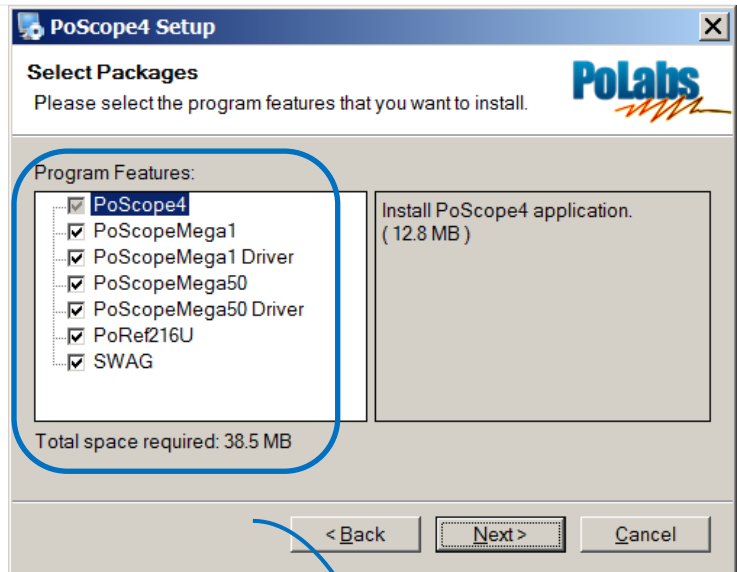 PoScope4 Setup
Select Packages
Please select the program features that you want to install.
PoLabs
Program Features:
PoScope4
PoScopeMega1
PoScopeMega1 Driver
PoScopeMega50
PoScopeMega50 Driver
PoRef216U
SWAG
Install PoScope4 application.
( 12.8 MB )
Total space required: 38.5 MB
< Back
Next >
Cancel